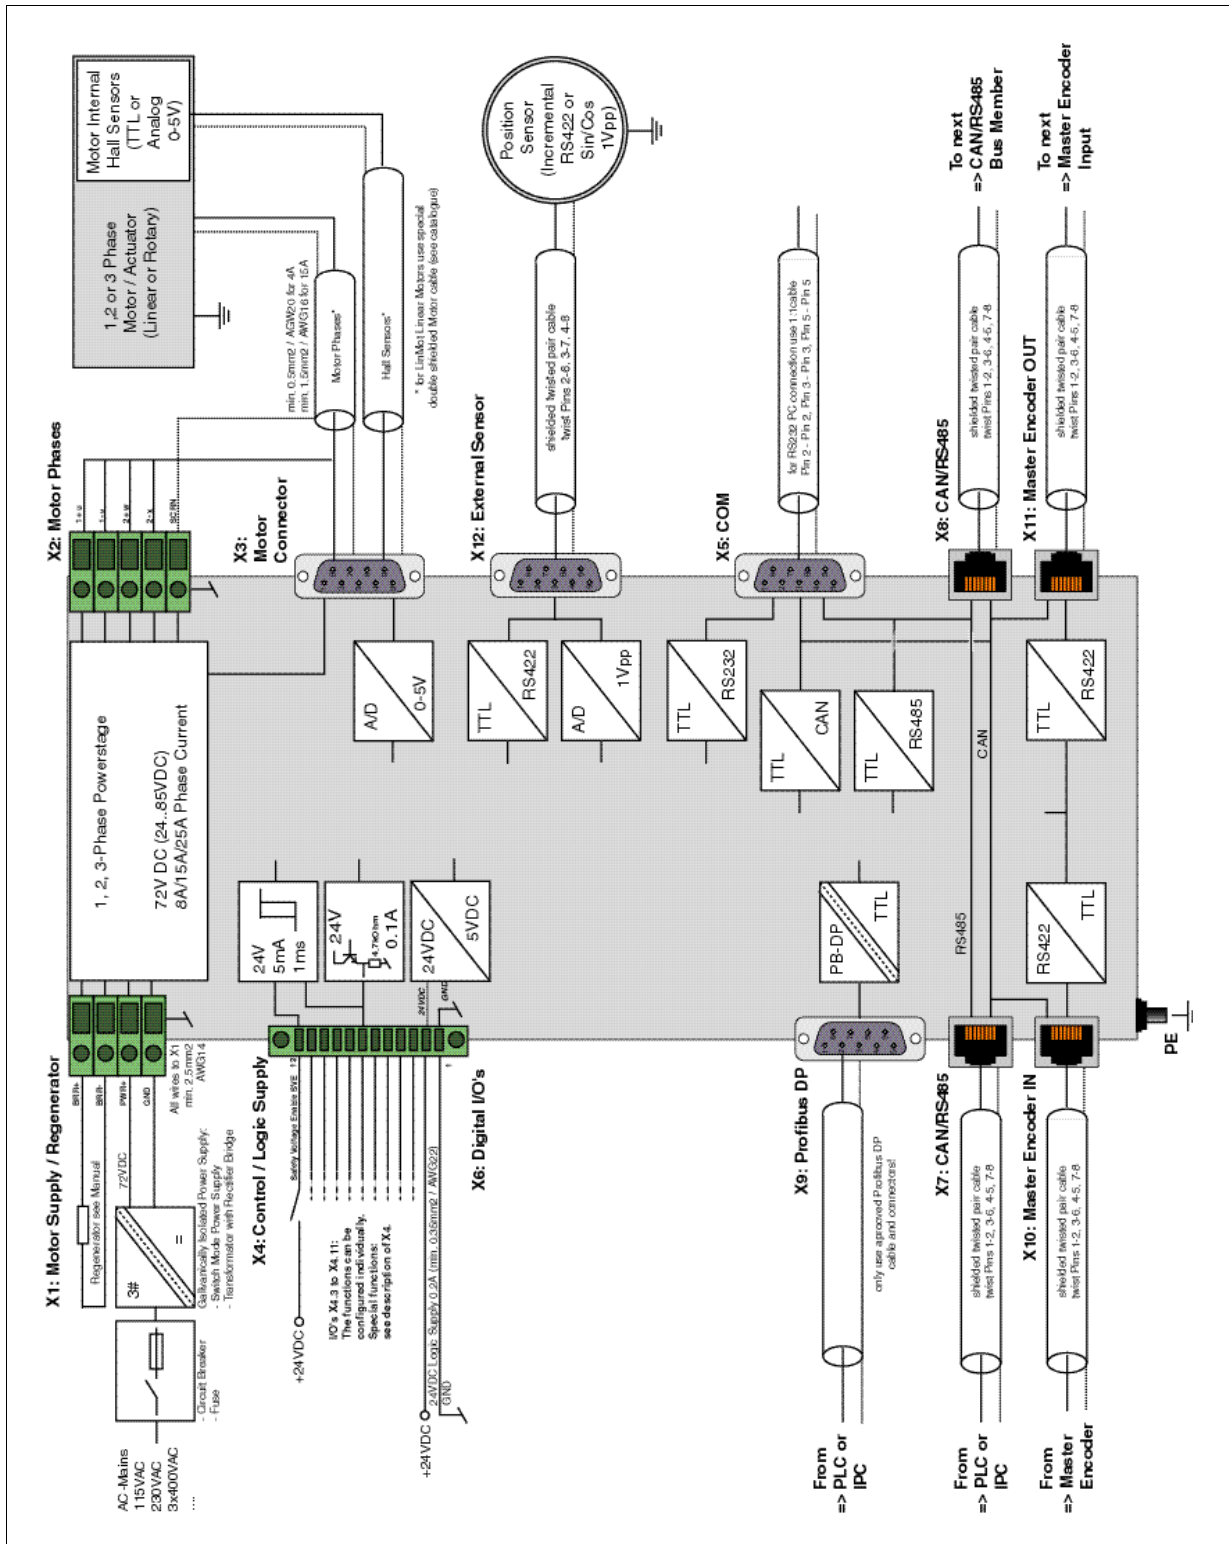 X1: Motor Supply / Regenerator
AC-Mains
115VAC
230VAC
3x400VAC
....
- Circuit Breaker
- Fuse
3#
=
Regenerator see Manual
72VDC
Galvanically Isolated Power Supply:
- Switch Mode Power Supply
- Transformator with Rectifier Bridge
BRR+
BRR-
PWR+
GND
All wires to X1
min. 2.5mm2
AWG14
1, 2, 3-Phase Powerstage
72V DC (24..85VDC)
8A/15A/25A Phase Current
X2: Motor Phases
1+U
1-V
2+W
2-X
SCRN
1,2 or 3 Phase
Motor / Actuator
(Linear or Rotary)
Motor Internal
Hall Sensors
(TTL or
Analog
0-5V)
min. 0.5mm2 / AGW20 for 4A
min. 1.5mm2 / AWG16 for 15A
Motor Phases*
Hall Sensors*
* for LinMot Linear Motors use special
double shielded Motor cable (see catalogue)
X3:
Motor
Connector
A/D
0-5V
X4: Control / Logic Supply
+24VDC
Safety Voltage Enable SVE
12
I/O's X4.3 to X4.11:
The functions can be
configured individually.
Special functions:
see description of X4.
+24VDC
24VDC Logic Supply 0.2A (min. 0.35mm2 / AWG22)
GND
1
X6: Digital I/O's
24V
5mA
1ms
24V
4.7kOhm
0.1A
24VDC
5VDC
24VDC
GND
X12: External Sensor
TTL
RS422
A/D
1Vpp
shielded twisted pair cable
twist Pins 2-6, 3-7, 4-8
Position
Sensor
(Incremental
RS422 or
Sin/Cos
1Vpp)
X5: COM
TTL
RS232
TTL
CAN
TTL
RS485
for RS232 PC connection use 1:1cable
Pin 2 - Pin 2, Pin 3 - Pin 3, Pin 5 - Pin 5
X9: Profibus DP
PB-DP
TTL
only use aproved Profibus DP
cable and connectors!
From
=> PLC or
IPC
X7: CAN/RS485
shielded twisted pair cable
twist Pins 1-2, 3-6, 4-5, 7-8
From
=> PLC or
IPC
RS485
CAN
X8: CAN/RS485
shielded twisted pair cable
twist Pins 1-2, 3-6, 4-5, 7-8
To next
=> CAN/RS485
Bus Member
X10: Master Encoder IN
shielded twisted pair cable
twist Pins 1-2, 3-6, 4-5, 7-8
From
=> Master
Encoder
RS422
TTL
TTL
RS422
X11: Master Encoder OUT
shielded twisted pair cable
twist Pins 1-2, 3-6, 4-5, 7-8
To next
=> Master Encoder
Input
PE